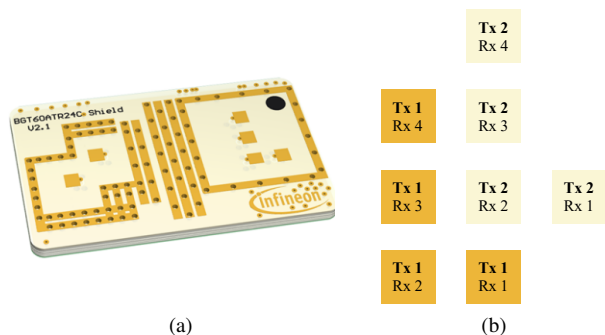 BGT60ATR24C Shield
V2.1
infineon
(a)
Tx 2
Rx 4
Tx 1
Rx 4
Tx 2
Rx 3
Tx 1
Rx 3
Tx 2
Rx 2
Tx 2
Rx 1
Tx 1
Rx 2
Tx 1
Rx 1
(b)